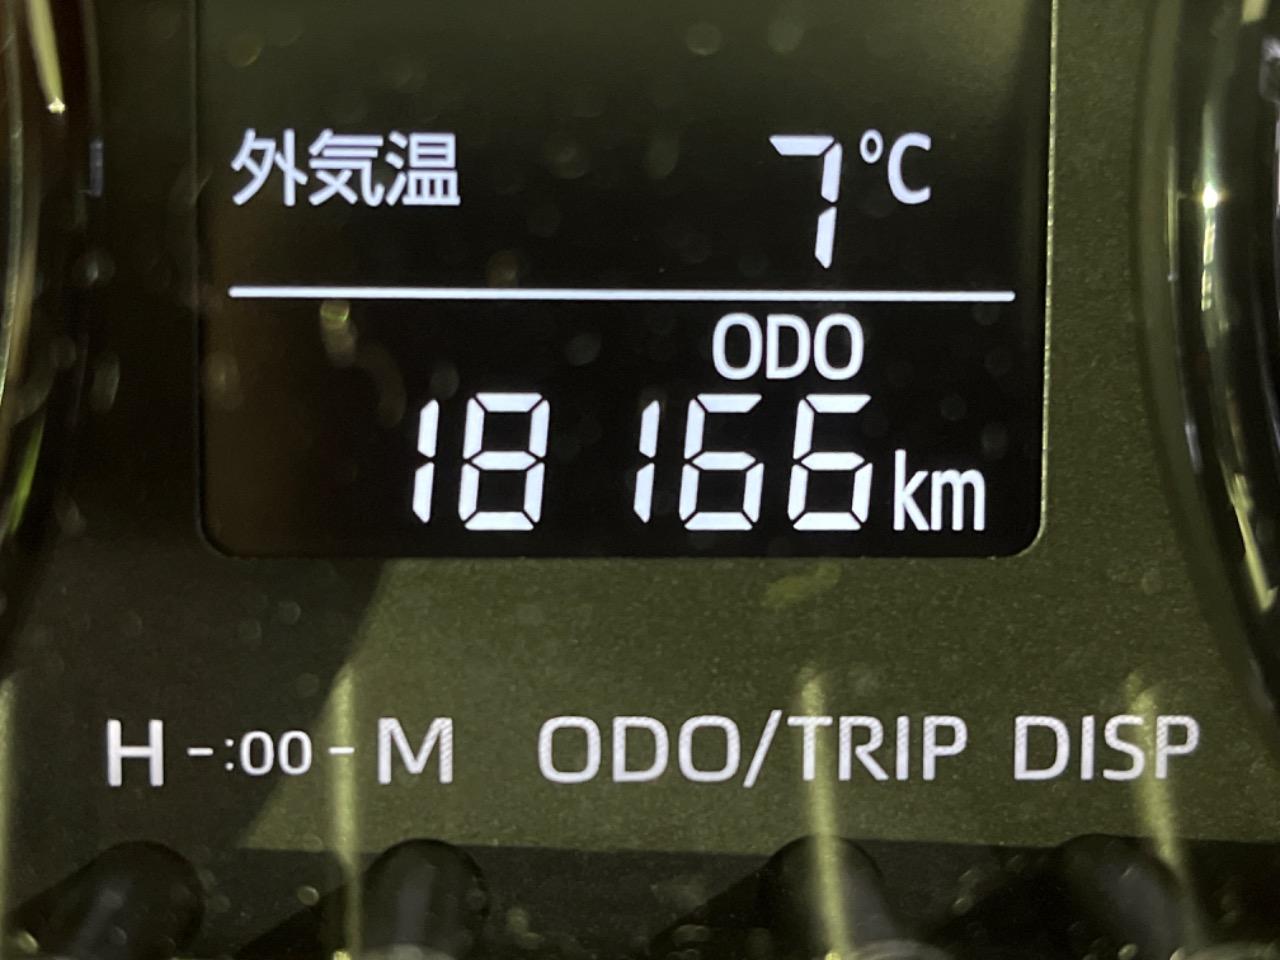 外気温 7℃
ODO
18166km
H -:00- M ODO/TRIP DISP